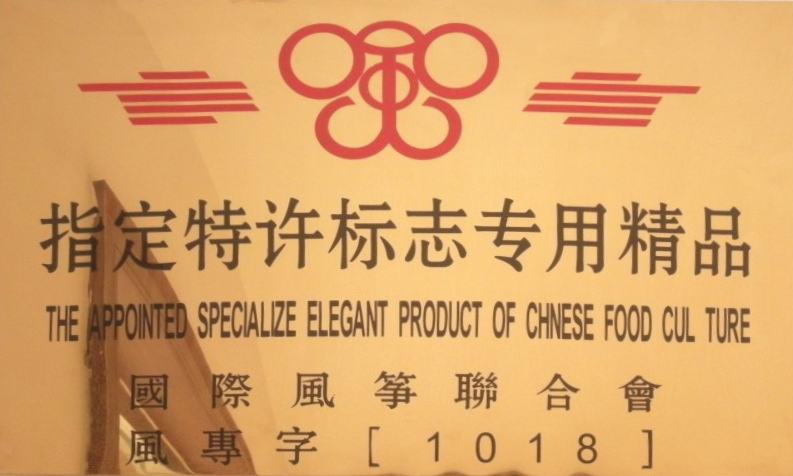 指定特许标志专用精品
THE APPOINTED SPECIALIZE ELEGANT PRODUCT OF CHNESE FOOD CUL TURE
國際風箏聯合會
風專字[1018]